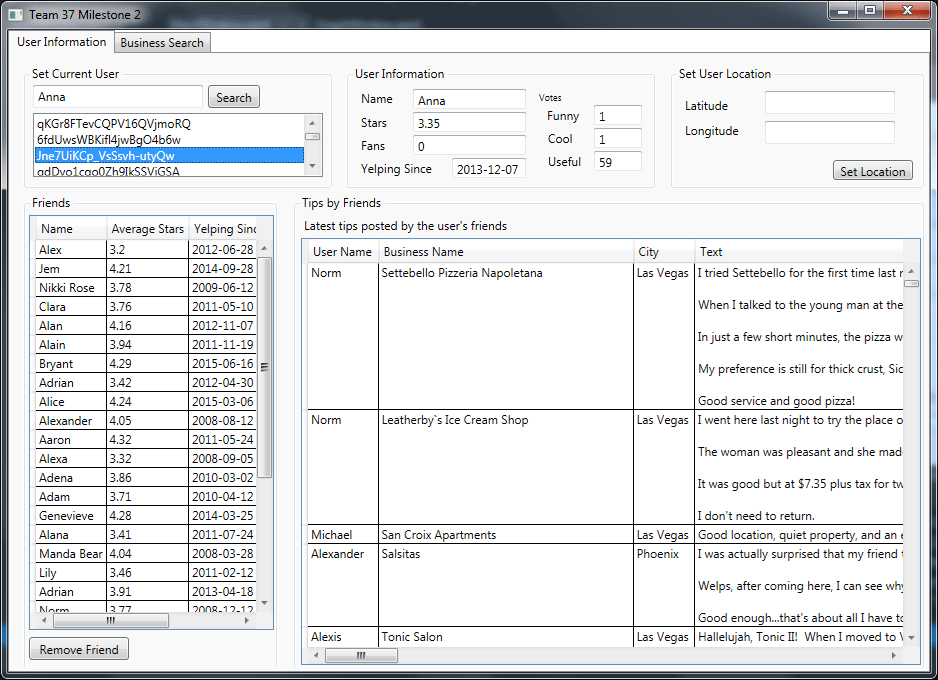 Team 37 Milestone 2
User Information Business Search
Set Current User
Anna Search
qKGr8FTevCQPV16QVjmoRQ
6fdUwsWBKifl4jwBgO4b6w
Jne7UiKCp_VsSsvh-utyQw
User Information
Name Anna
Stars 3.35
Fans 0
Yelping Since 2013-12-07
Votes
Funny 1
Cool 1
Useful 59
Set User Location
Latitude
Longitude
Set Location
Friends
Name Average Stars Yelping Sinc
Alex 3.2 2012-06-28
Jem 4.21 2014-09-28
Nikki Rose 3.78 2009-06-12
Clara 3.76 2011-05-10
Alan 4.16 2012-11-07
Alain 3.94 2011-11-19
Bryant 4.29 2015-06-16
Adrian 3.42 2012-04-30
Alice 4.24 2015-03-06
Alexander 4.05 2008-08-12
Aaron 4.32 2011-05-24
Alexa 3.32 2008-09-05
Adena 3.86 2010-03-02
Adam 3.71 2010-04-12
Genevieve 4.28 2014-03-25
Alana 3.41 2011-07-24
Manda Bear 4.04 2008-03-28
Lily 3.46 2011-02-12
Adrian 3.91 2013-04-18
Norm 3.77 2008-12-12
Remove Friend
Tips by Friends
Latest tips posted by the user's friends
User Name Business Name City Text
Norm Settebello Pizzeria Napoletana Las Vegas I tried Settebello for the first time last
When I talked to the young man at the
In just a few short minutes, the pizza w
My preference is still for thick crust, Sic
Good service and good pizza!
Norm Leatherby`s Ice Cream Shop Las Vegas I went here last night to try the place o
The woman was pleasant and she mad
It was good but at $7.35 plus tax for tw
I don't need to return.
Michael San Croix Apartments Las Vegas Good location, quiet property, and an
Alexander Salsitas Phoenix I was actually surprised that my friend
Welps, after coming here, I can see why
Good enough...that's about all I have to
Alexis Tonic Salon Las Vegas Hallelujah, Tonic II! When I moved to